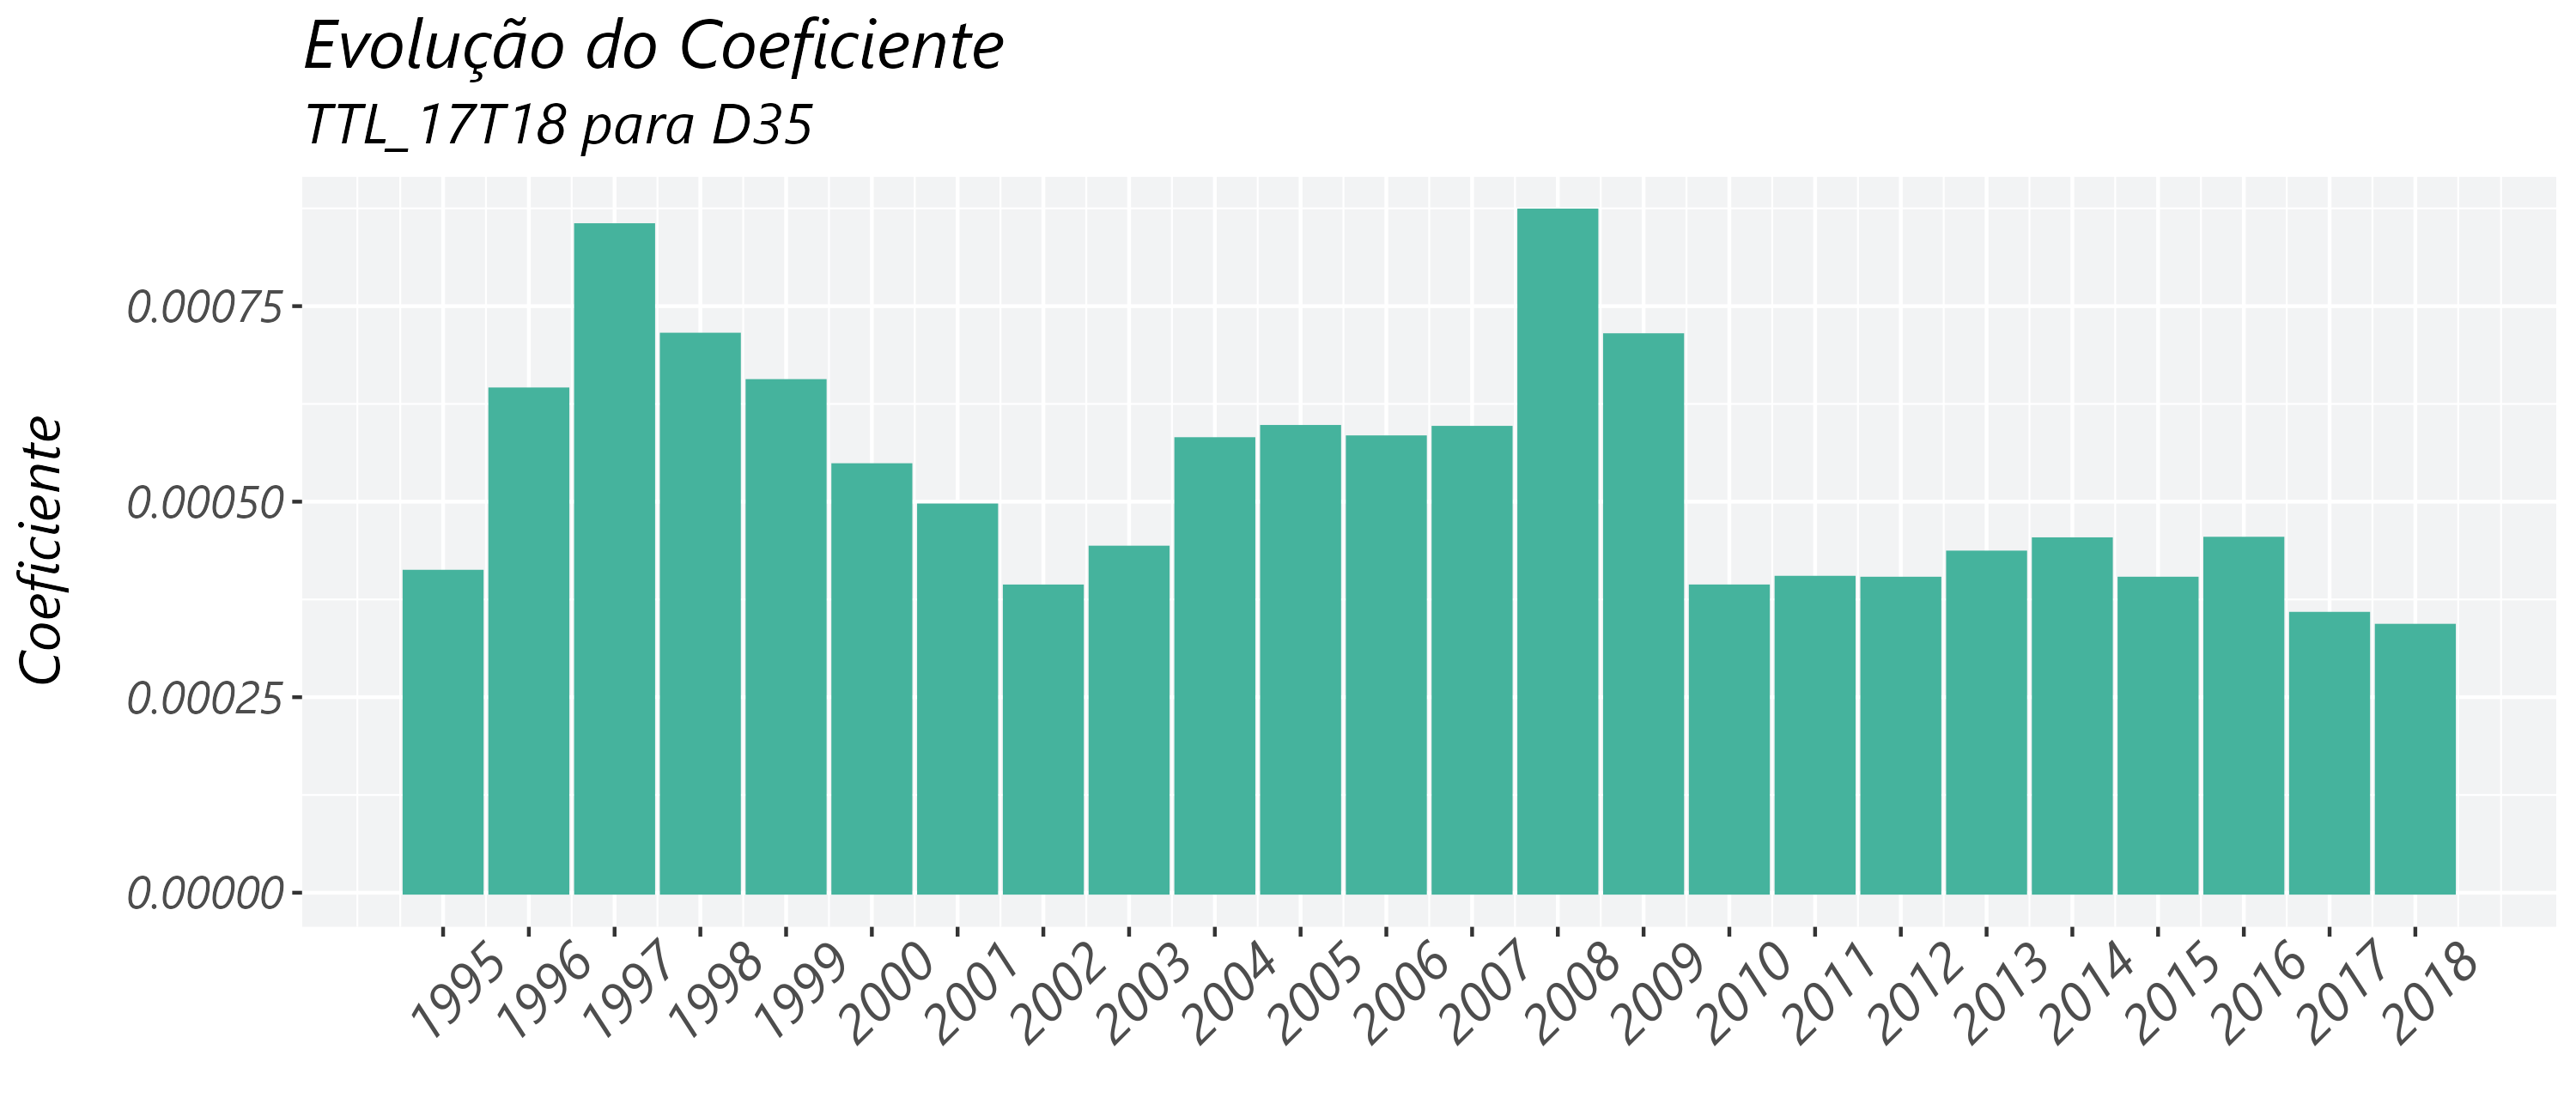 Evolução do Coeficiente
TTL_17T18 para D35
Coeficiente
0.00075
0.00050
0.00025
0.00000
1995 1996 1997 1998 1999 2000 2001 2002 2003 2004 2005 2006 2007 2008 2009 2010 2011 2012 2013 2014 2015 2016 2017 2018